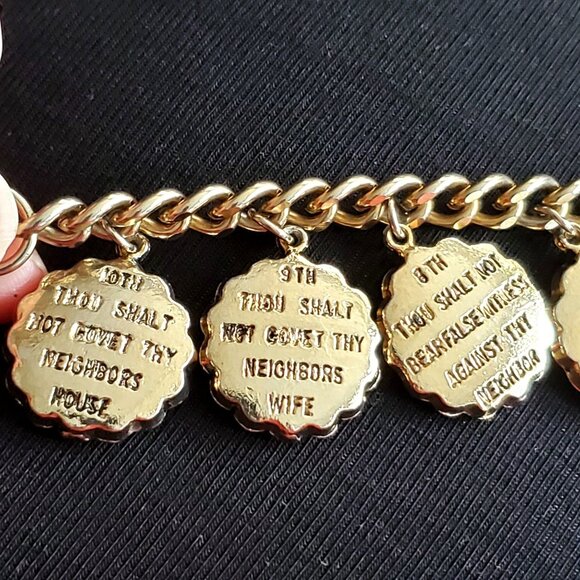 10TH
THOU SHALT
NOT COVET THY
NEIGHBORS
HOUSE
9TH
THOU SHALT
NOT COVET THY
NEIGHBORS
WIFE
8TH
THOU SHALT NOT
BEAR FALSE WITNESS
AGAINST THY
NEIGHBOR